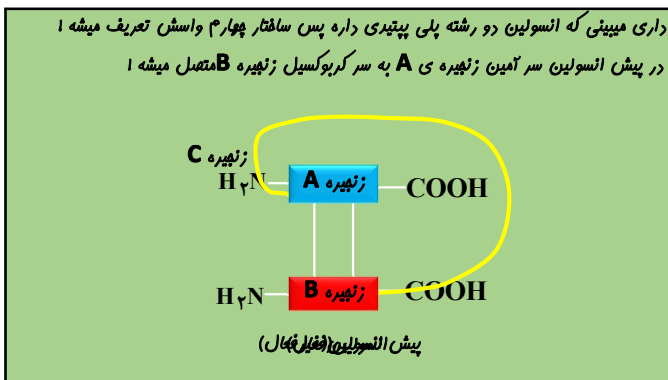 داری میبینی که انسولین دو رشته پلی پپتیدی داره پس ساختار چهارم واسش تعریف میشه !
در پیش انسولین سر آمین زنجیره ی A به سر کربوکسیل زنجیره B متصل میشه !
زنجیره C
H₂N زنجیره A COOH
H₂N زنجیره B COOH
پیش انسولین